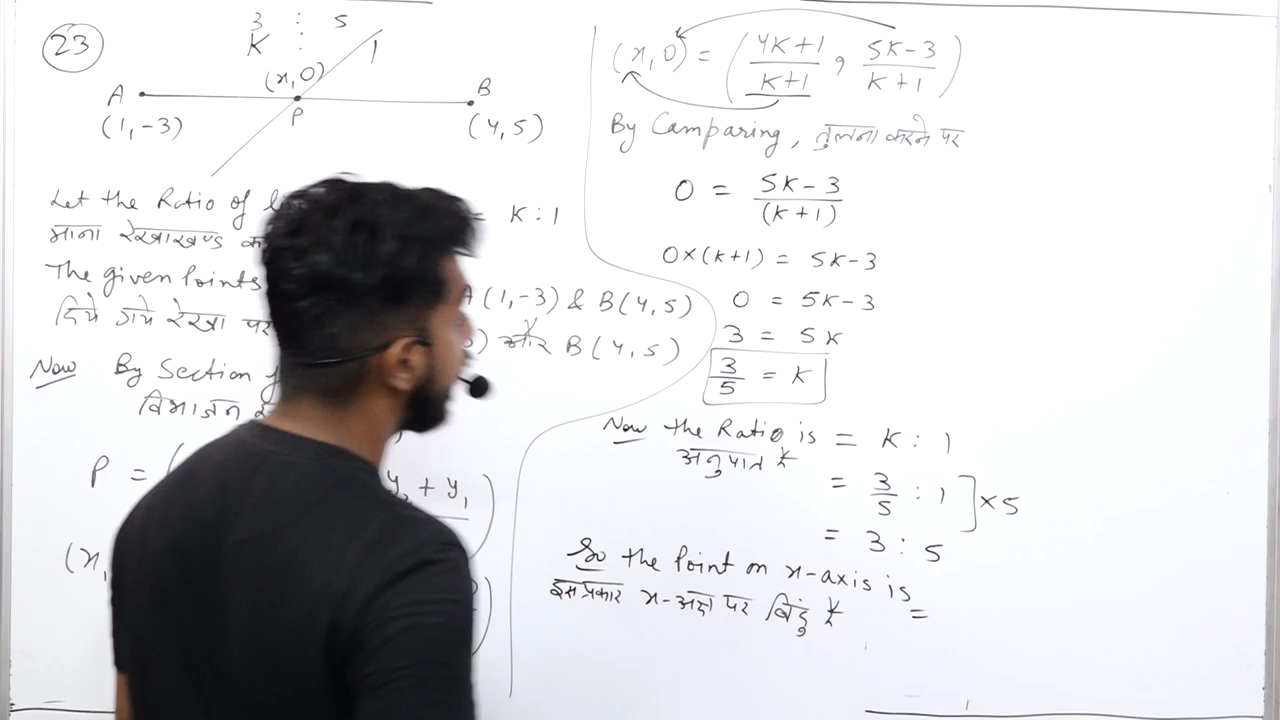 23
3 : 5
K : 1
(x, 0)
A B
P
(1, -3) (4, 5)
Let the Ratio of = K : 1
माना रेखाखण्ड
The given Points A (1, -3) & B (4, 5)
दिये गये रेखा पर ) और B (4, 5)
Now By Section
विभाजन
P = ( y₂ + y₁ )
(x,
(x, 0) = ( 4K+1 / K+1 , 5K-3 / K+1 )
By Camparing, तुलना करने पर
0 = 5K-3 / (K+1)
0×(K+1) = 5K-3
0 = 5K-3
3 = 5K
3/5 = K
Now the Ratio is = K : 1
अनुपात है
= 3/5 : 1 ] ×5
= 3 : 5
So the Point on x-axis is
इस प्रकार x-अक्ष पर बिंदु है =